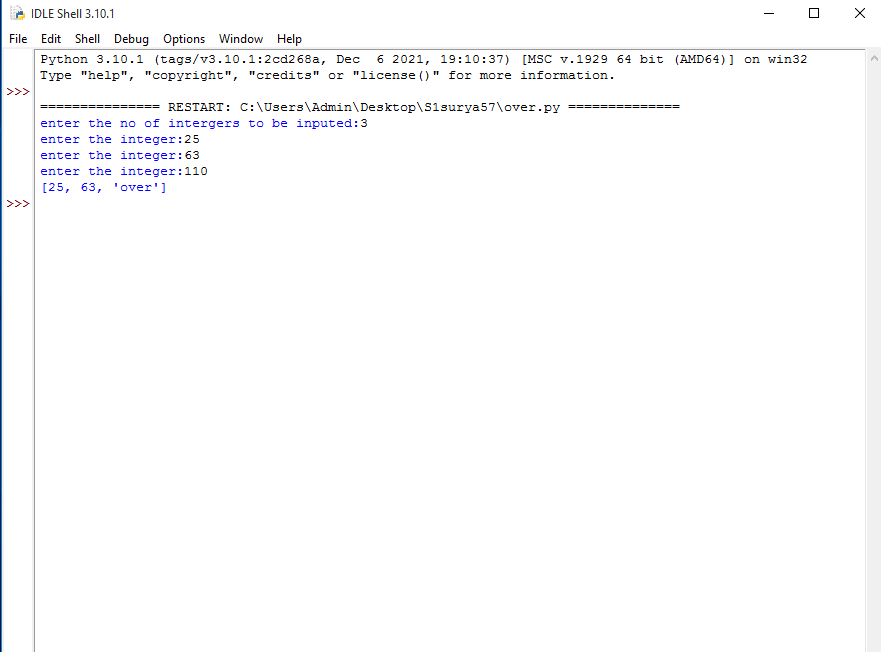 IDLE Shell 3.10.1
File Edit Shell Debug Options Window Help
Python 3.10.1 (tags/v3.10.1:2cd268a, Dec  6 2021, 19:10:37) [MSC v.1929 64 bit (AMD64)] on win32
Type "help", "copyright", "credits" or "license()" for more information.
>>>
=============== RESTART: C:\Users\Admin\Desktop\S1surya57\over.py ==============
enter the no of intergers to be inputed:3
enter the integer:25
enter the integer:63
enter the integer:110
[25, 63, 'over']
>>>